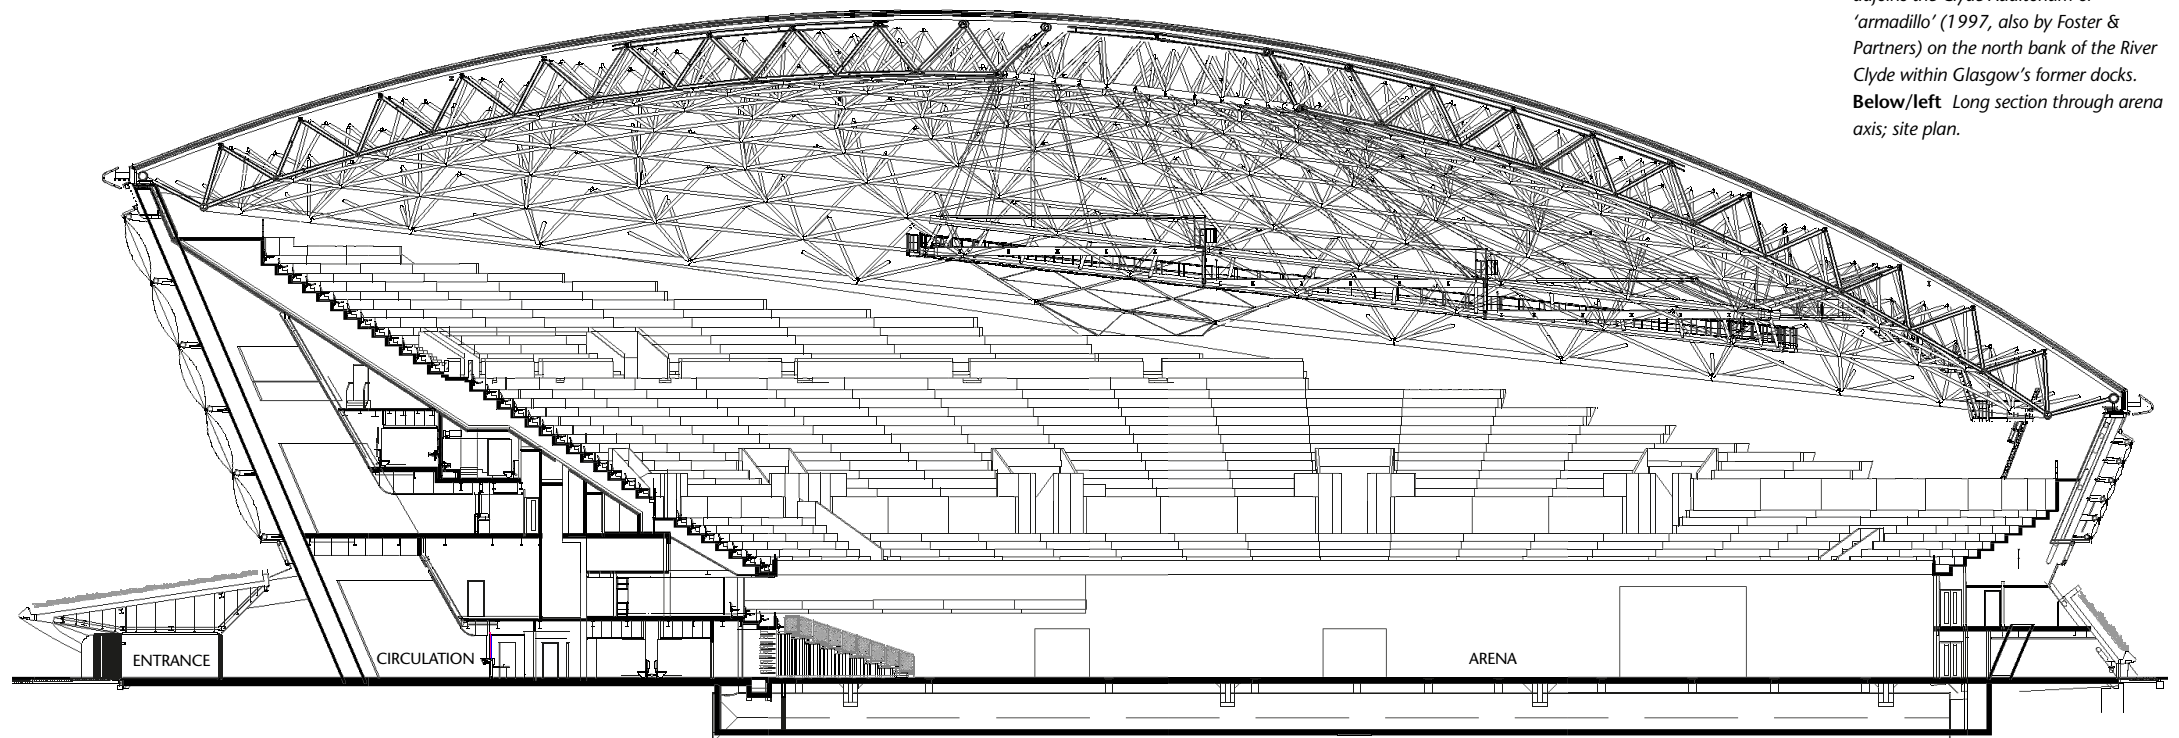 ‘armadillo’ (1997, also by Foster &
Partners) on the north bank of the River
Clyde within Glasgow’s former docks.
Below/left Long section through arena
axis; site plan.
ENTRANCE
CIRCULATION
ARENA